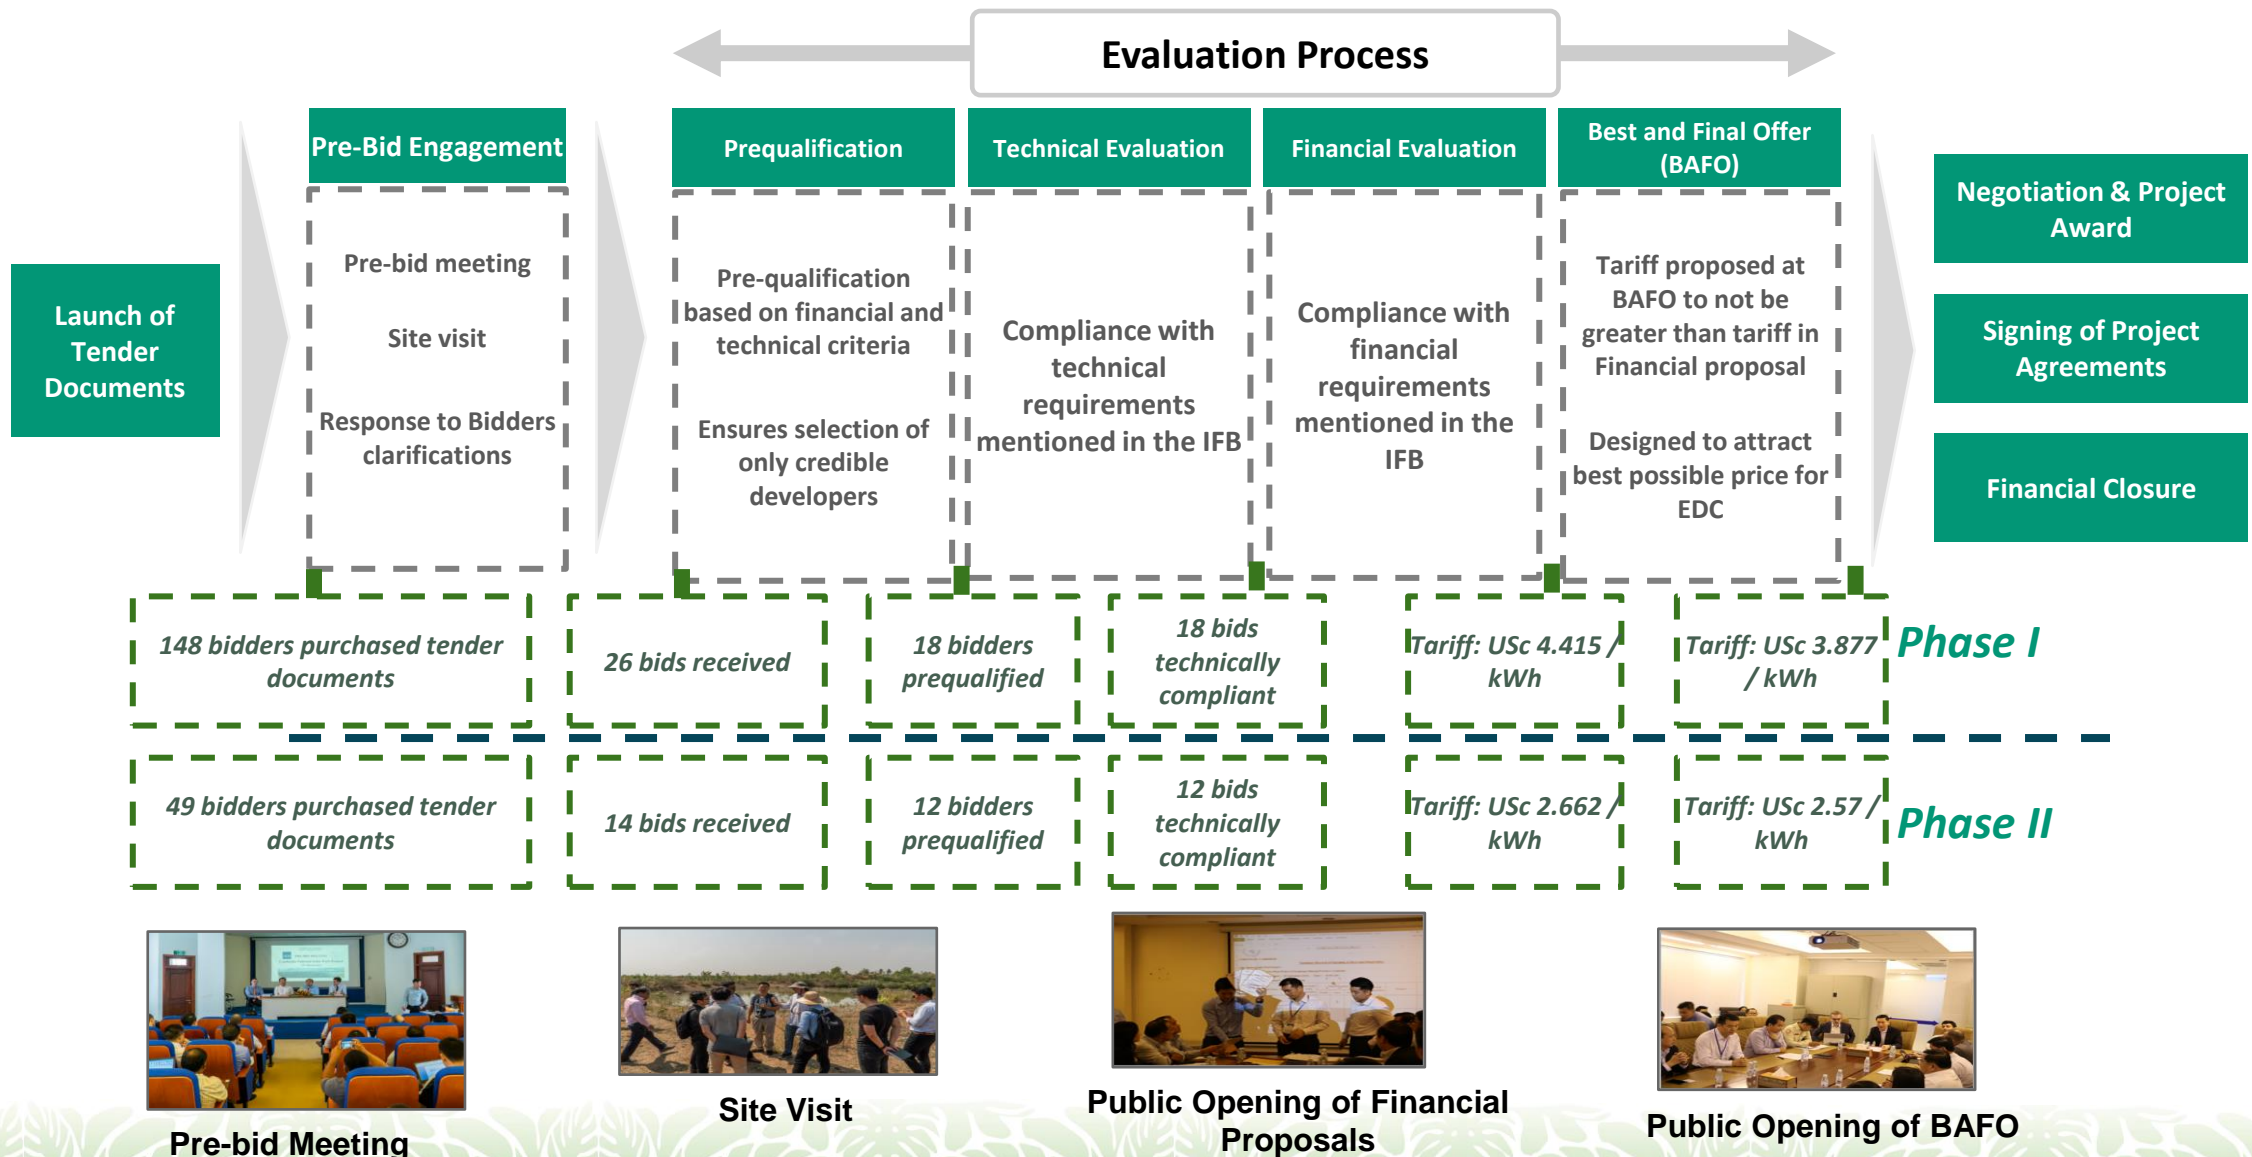 Evaluation Process
Launch of
Tender
Documents
Pre-Bid Engagement
Pre-bid meeting
Site visit
Response to Bidders
clarifications
Prequalification
Pre-qualification
based on financial and
technical criteria
Ensures selection of
only credible
developers
Technical Evaluation
Compliance with
technical
requirements
mentioned in the IFB
Financial Evaluation
Compliance with
financial
requirements
mentioned in the
IFB
Best and Final Offer
(BAFO)
Tariff proposed at
BAFO to not be
greater than tariff in
Financial proposal
Designed to attract
best possible price for
EDC
Negotiation & Project
Award
Signing of Project
Agreements
Financial Closure
148 bidders purchased tender
documents
26 bids received
18 bidders
prequalified
18 bids
technically
compliant
Tariff: USc 4.415 /
kWh
Tariff: USc 3.877
/ kWh
Phase I
49 bidders purchased tender
documents
14 bids received
12 bidders
prequalified
12 bids
technically
compliant
Tariff: USc 2.662 /
kWh
Tariff: USc 2.57 /
kWh
Phase II
Pre-bid Meeting
Site Visit
Public Opening of Financial
Proposals
Public Opening of BAFO